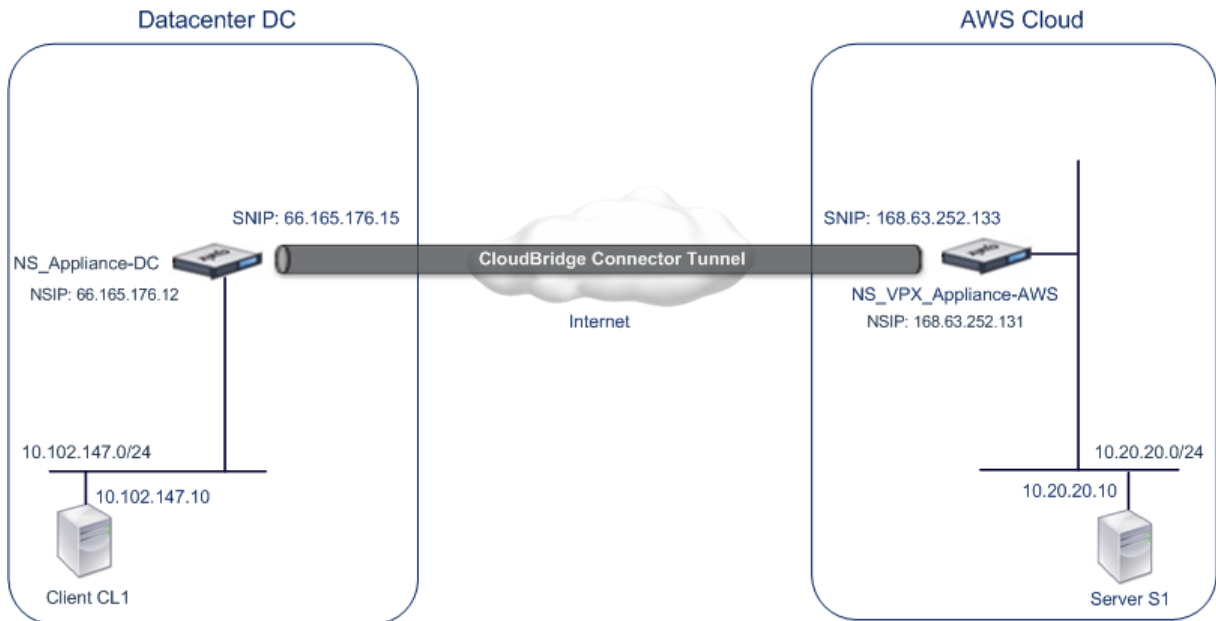 Datacenter DC
AWS Cloud
SNIP: 66.165.176.15
SNIP: 168.63.252.133
CloudBridge Connector Tunnel
NS_Appliance-DC
NSIP: 66.165.176.12
NS_VPX_Appliance-AWS
NSIP: 168.63.252.131
Internet
10.102.147.0/24
10.20.20.0/24
10.102.147.10
10.20.20.10
Client CL1
Server S1